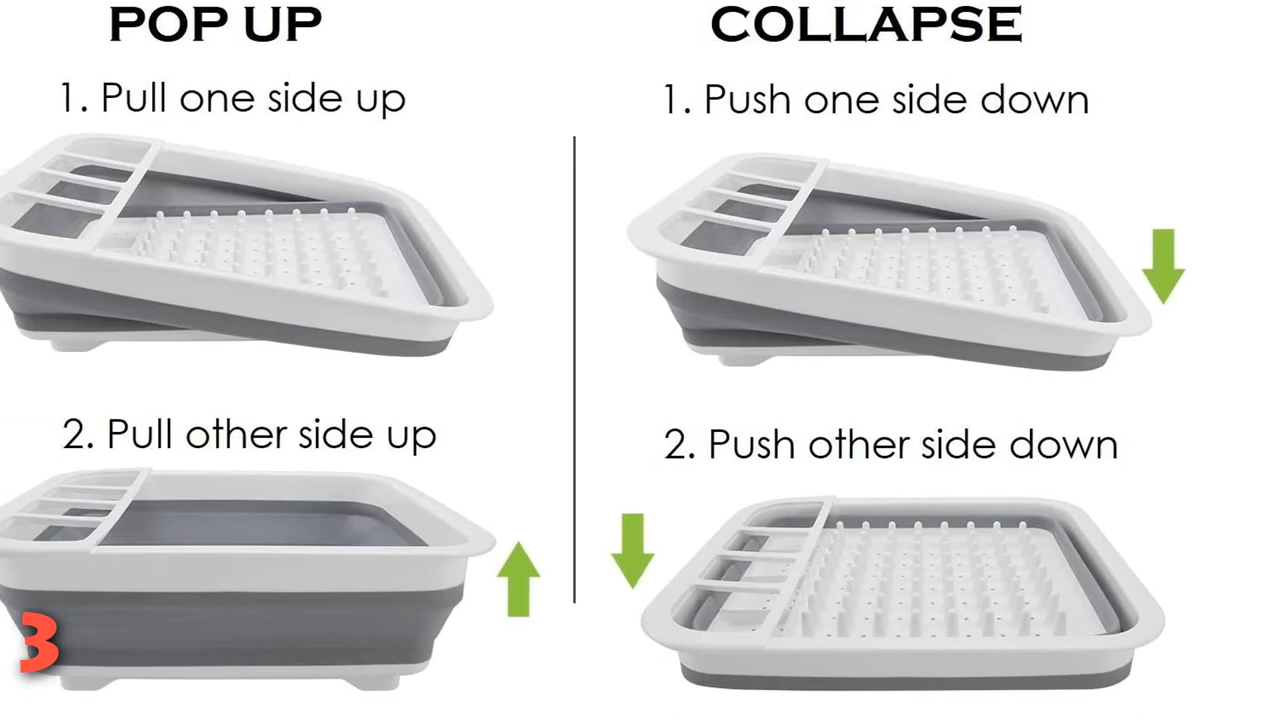 POP UP
1. Pull one side up
2. Pull other side up
COLLAPSE
1. Push one side down
2. Push other side down
3